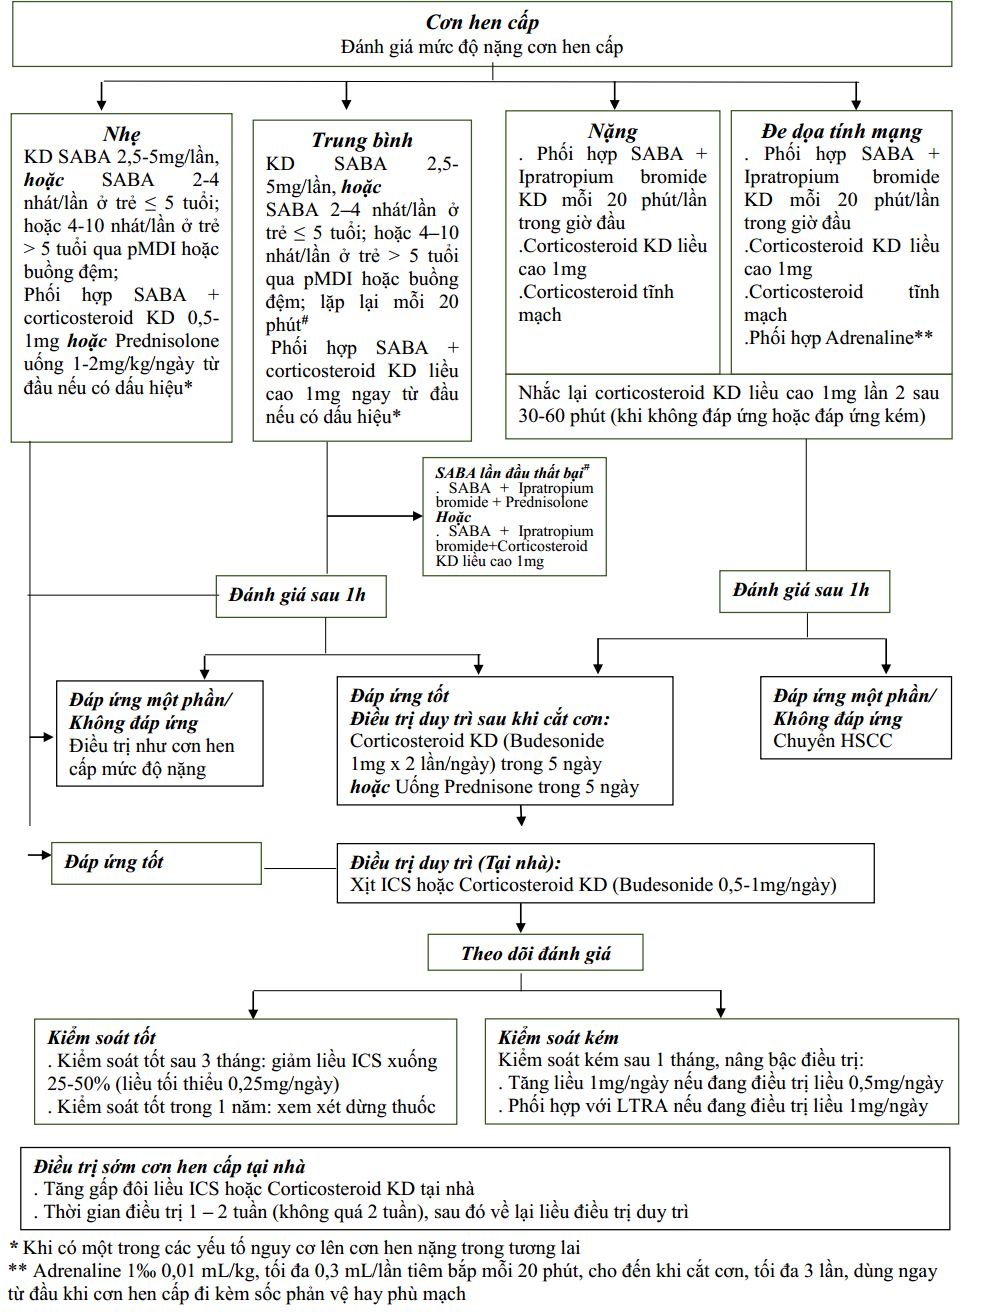 Cơn hen cấp
Đánh giá mức độ nặng cơn hen cấp
Nhẹ
KD SABA 2,5-5mg/lần,
hoặc SABA 2-4
nhát/lần ở trẻ ≤ 5 tuổi;
hoặc 4-10 nhát/lần ở trẻ
> 5 tuổi qua pMDI hoặc
buồng đệm;
Phối hợp SABA +
corticosteroid KD 0,5-
1mg hoặc Prednisolone
uống 1-2mg/kg/ngày từ
đầu nếu có dấu hiệu*
Trung bình
KD SABA 2,5-
5mg/lần, hoặc
SABA 2–4 nhát/lần ở
trẻ ≤ 5 tuổi; hoặc 4–10
nhát/lần ở trẻ > 5 tuổi
qua pMDI hoặc buồng
đệm; lặp lại mỗi 20
phút#
Phối hợp SABA +
corticosteroid KD liều
cao 1mg ngay từ đầu
nếu có dấu hiệu*
Nặng
. Phối hợp SABA +
Ipratropium bromide
KD mỗi 20 phút/lần
trong giờ đầu
.Corticosteroid KD liều
cao 1mg
.Corticosteroid tĩnh
mạch
Đe dọa tính mạng
. Phối hợp SABA +
Ipratropium bromide
KD mỗi 20 phút/lần
trong giờ đầu
.Corticosteroid KD liều
cao 1mg
.Corticosteroid tĩnh
mạch
.Phối hợp Adrenaline**
Nhắc lại corticosteroid KD liều cao 1mg lần 2 sau
30-60 phút (khi không đáp ứng hoặc đáp ứng kém)
SABA lần đầu thất bại#
. SABA + Ipratropium
bromide + Prednisolone
Hoặc
. SABA + Ipratropium
bromide+Corticosteroid
KD liều cao 1mg
Đánh giá sau 1h
Đánh giá sau 1h
Đáp ứng một phần/
Không đáp ứng
Điều trị như cơn hen
cấp mức độ nặng
Đáp ứng tốt
Điều trị duy trì sau khi cắt cơn:
Corticosteroid KD (Budesonide
1mg x 2 lần/ngày) trong 5 ngày
hoặc Uống Prednisone trong 5 ngày
Đáp ứng một phần/
Không đáp ứng
Chuyển HSCC
Đáp ứng tốt
Điều trị duy trì (Tại nhà):
Xịt ICS hoặc Corticosteroid KD (Budesonide 0,5-1mg/ngày)
Theo dõi đánh giá
Kiểm soát tốt
. Kiểm soát tốt sau 3 tháng: giảm liều ICS xuống
25-50% (liều tối thiểu 0,25mg/ngày)
. Kiểm soát tốt trong 1 năm: xem xét dừng thuốc
Kiểm soát kém
Kiểm soát kém sau 1 tháng, nâng bậc điều trị:
. Tăng liều 1mg/ngày nếu đang điều trị liều 0,5mg/ngày
. Phối hợp với LTRA nếu đang điều trị liều 1mg/ngày
Điều trị sớm cơn hen cấp tại nhà
. Tăng gấp đôi liều ICS hoặc Corticosteroid KD tại nhà
. Thời gian điều trị 1 – 2 tuần (không quá 2 tuần), sau đó về lại liều điều trị duy trì
* Khi có một trong các yếu tố nguy cơ lên cơn hen nặng trong tương lai
** Adrenaline 1‰ 0,01 mL/kg, tối đa 0,3 mL/lần tiêm bắp mỗi 20 phút, cho đến khi cắt cơn, tối đa 3 lần, dùng ngay
từ đầu khi cơn hen cấp đi kèm sốc phản vệ hay phù mạch